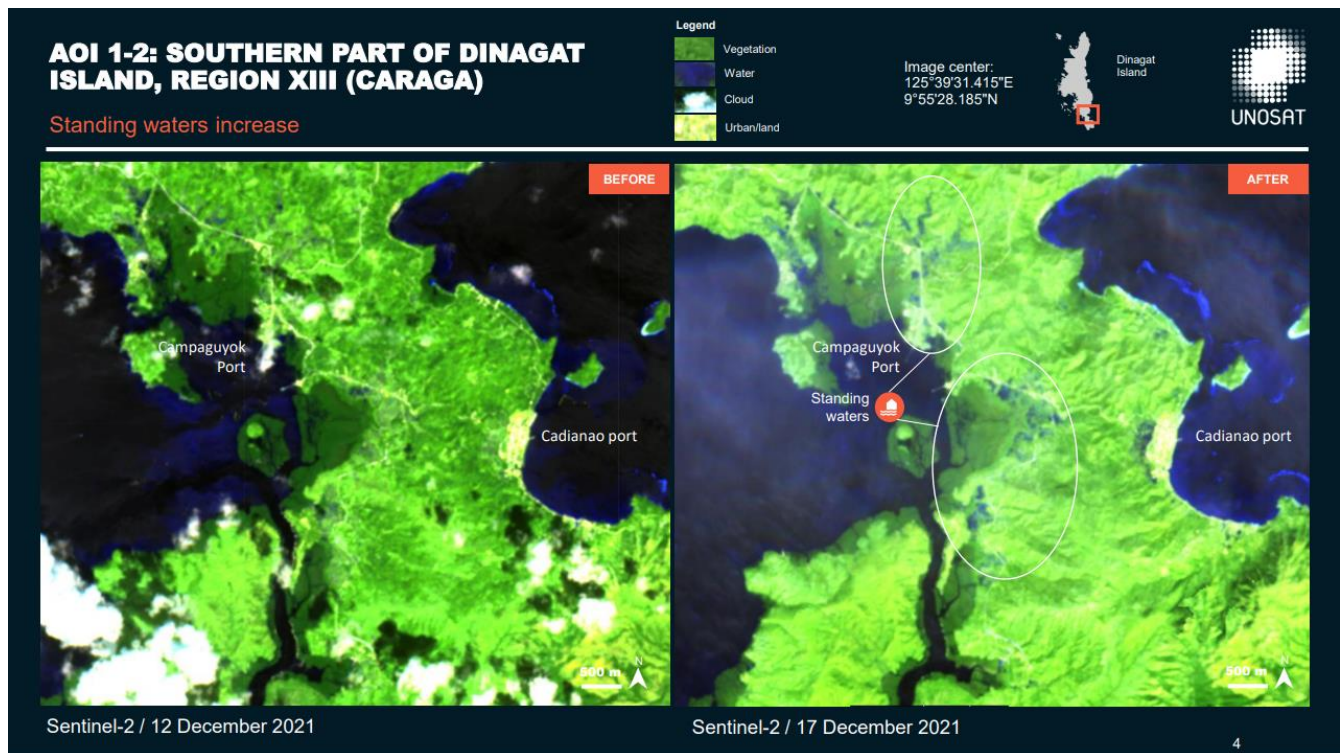 AOI 1-2: SOUTHERN PART OF DINAGAT
ISLAND, REGION XIII (CARAGA)
Standing waters increase
Legend
Vegetation
Water
Cloud
Urban/land
Image center:
125°39'31.415"E
9°55'28.185"N
Dinagat
Island
UNOSAT
BEFORE
Campaguyok
Port
Cadianao port
500 m
N
AFTER
Campaguyok
Port
Standing
waters
Cadianao port
500 m
N
Sentinel-2 / 12 December 2021
Sentinel-2 / 17 December 2021
4